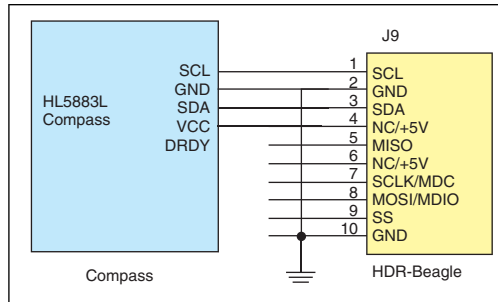 J9
HL5883L
Compass
SCL
GND
SDA
VCC
DRDY
1
2
3
4
5
6
7
8
9
10
SCL
GND
SDA
NC/+5V
MISO
NC/+5V
SCLK/MDC
MOSI/MDIO
SS
GND
Compass
HDR-Beagle